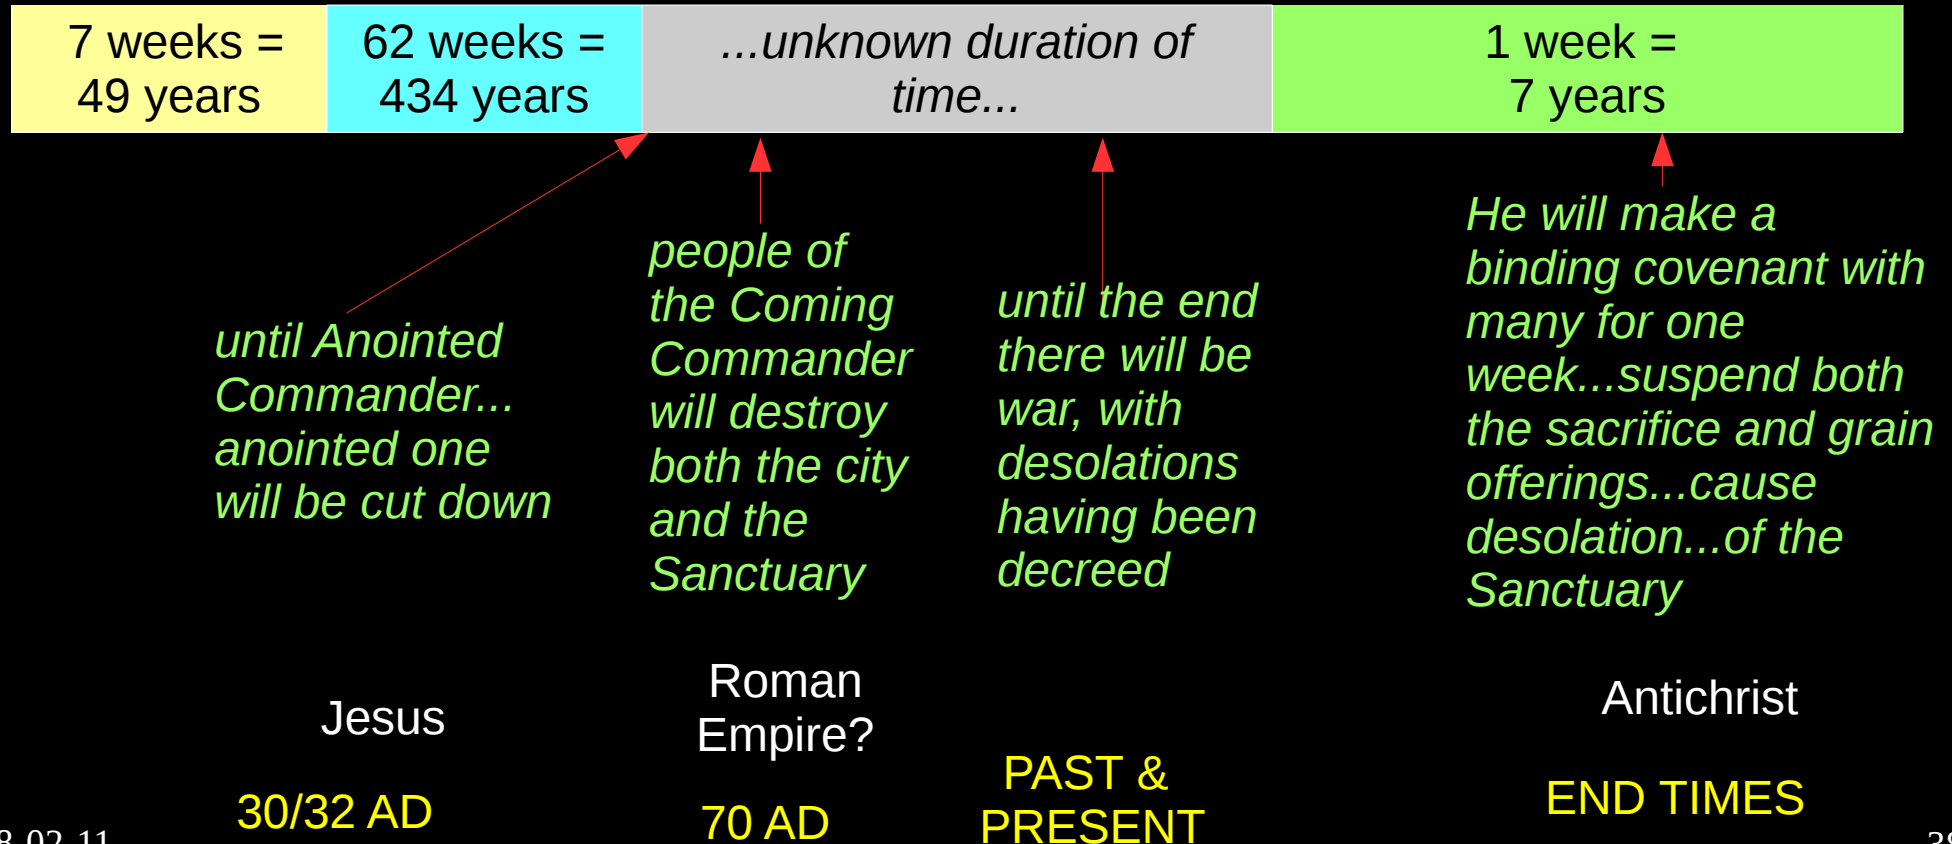 7 weeks =
49 years
62 weeks =
434 years
...unknown duration of
time...
1 week =
7 years
until Anointed
Commander...
anointed one
will be cut down
people of
the Coming
Commander
will destroy
both the city
and the
Sanctuary
until the end
there will be
war, with
desolations
having been
decreed
He will make a
binding covenant with
many for one
week...suspend both
the sacrifice and grain
offerings...cause
desolation...of the
Sanctuary
Jesus
Roman
Empire?
Antichrist
30/32 AD
70 AD
PAST &
PRESENT
END TIMES